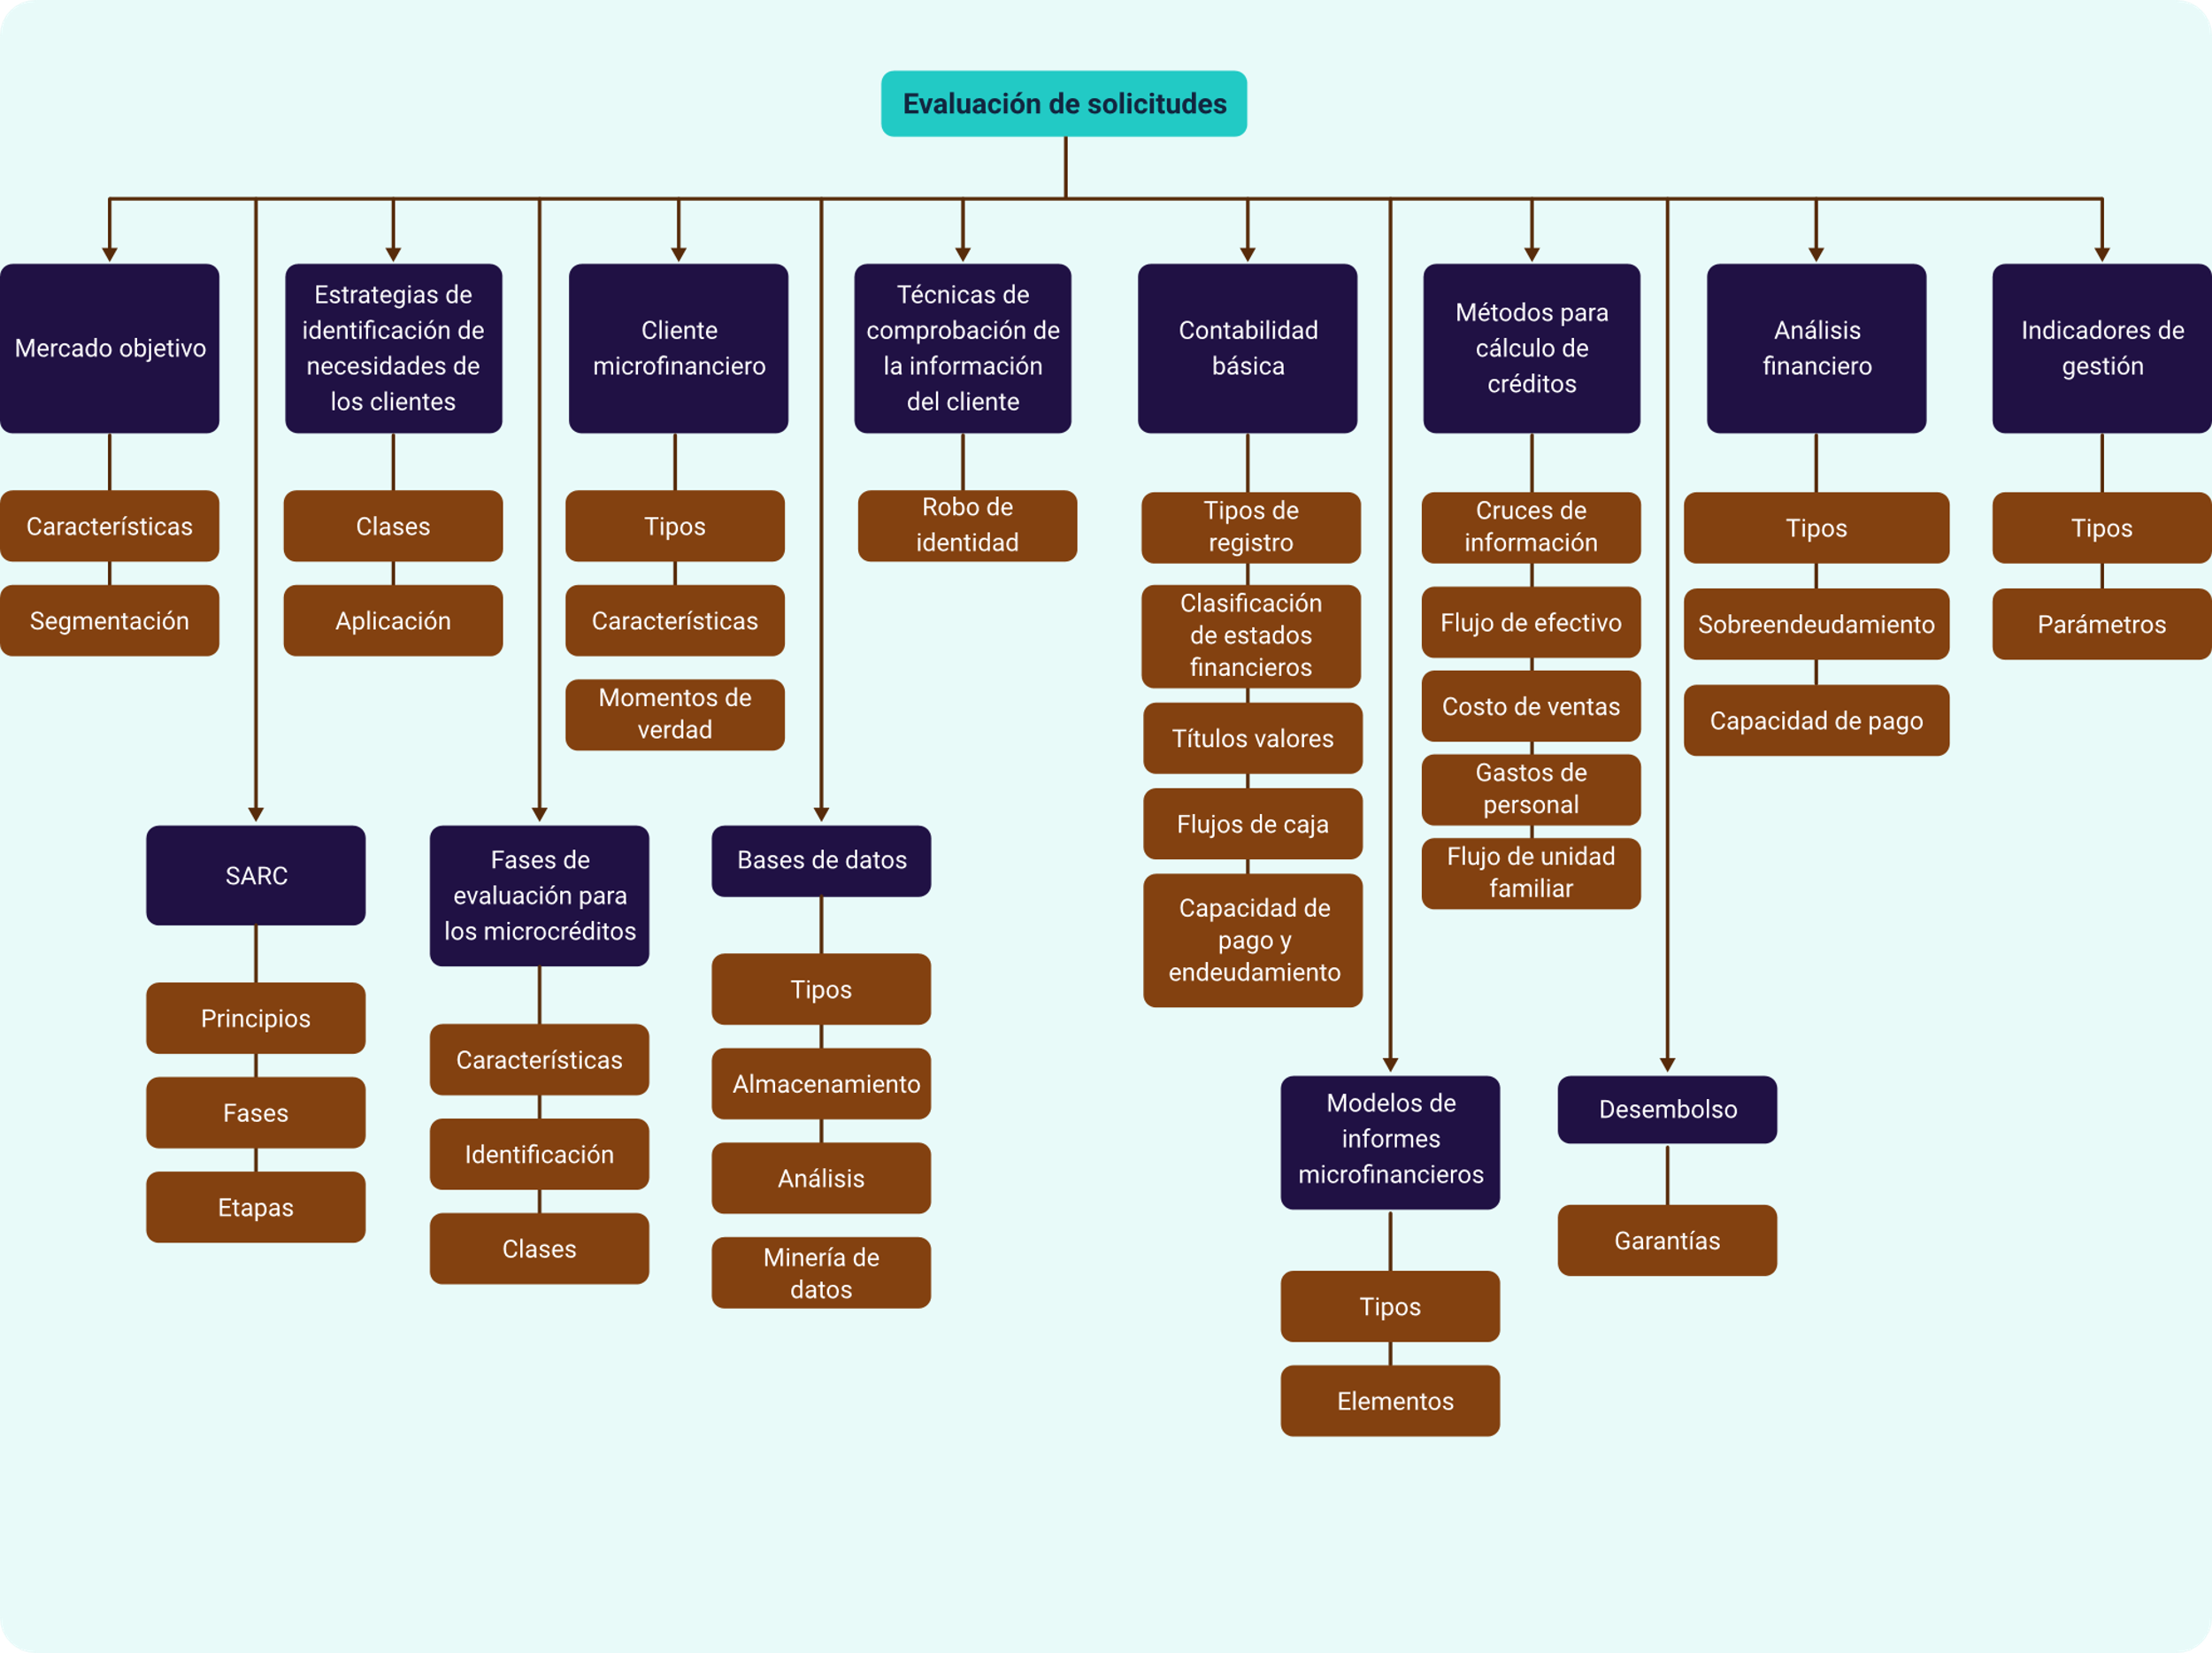 Evaluación de solicitudes
Mercado objetivo
Características
Segmentación
SARC
Principios
Fases
Etapas
Estrategias de
identificación de
necesidades de
los clientes
Clases
Aplicación
Fases de
evaluación para
los microcréditos
Características
Identificación
Clases
Cliente
microfinanciero
Tipos
Características
Momentos de
verdad
Bases de datos
Tipos
Almacenamiento
Análisis
Minería de
datos
Técnicas de
comprobación de
la información
del cliente
Robo de
identidad
Contabilidad
básica
Tipos de
registro
Clasificación
de estados
financieros
Títulos valores
Flujos de caja
Capacidad de
pago y
endeudamiento
Modelos de
informes
microfinancieros
Tipos
Elementos
Métodos para
cálculo de
créditos
Cruces de
información
Flujo de efectivo
Costo de ventas
Gastos de
personal
Flujo de unidad
familiar
Desembolso
Garantías
Análisis
financiero
Tipos
Sobreendeudamiento
Capacidad de pago
Indicadores de
gestión
Tipos
Parámetros